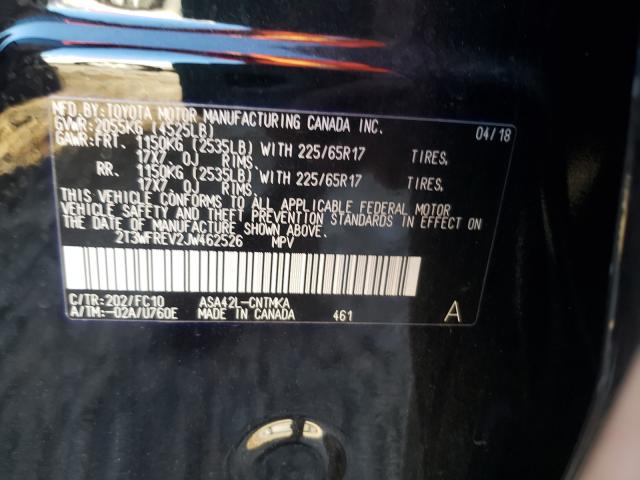 MFD.BY:TOYOTA MOTOR MANUFACTURING CANADA INC. 04/18
GVWR:2055KG (4525LB)
GAWR:FRT. 1150KG (2535LB) WITH 225/65R17 TIRES,
17X7.0J RIMS.
RR. 1150KG (2535LB) WITH 225/65R17 TIRES,
17X7.0J RIMS.
THIS VEHICLE CONFORMS TO ALL APPLICABLE FEDERAL MOTOR
VEHICLE SAFETY AND THEFT PREVENTION STANDARDS IN EFFECT ON
THE DATE OF MANUFACTURE SHOWN ABOVE.
2T3WFREV2JW462526 MPV
C/TR:202/FC10 ASA42L-CNTMKA
A/TM:-02A/U760E MADE IN CANADA 461 A